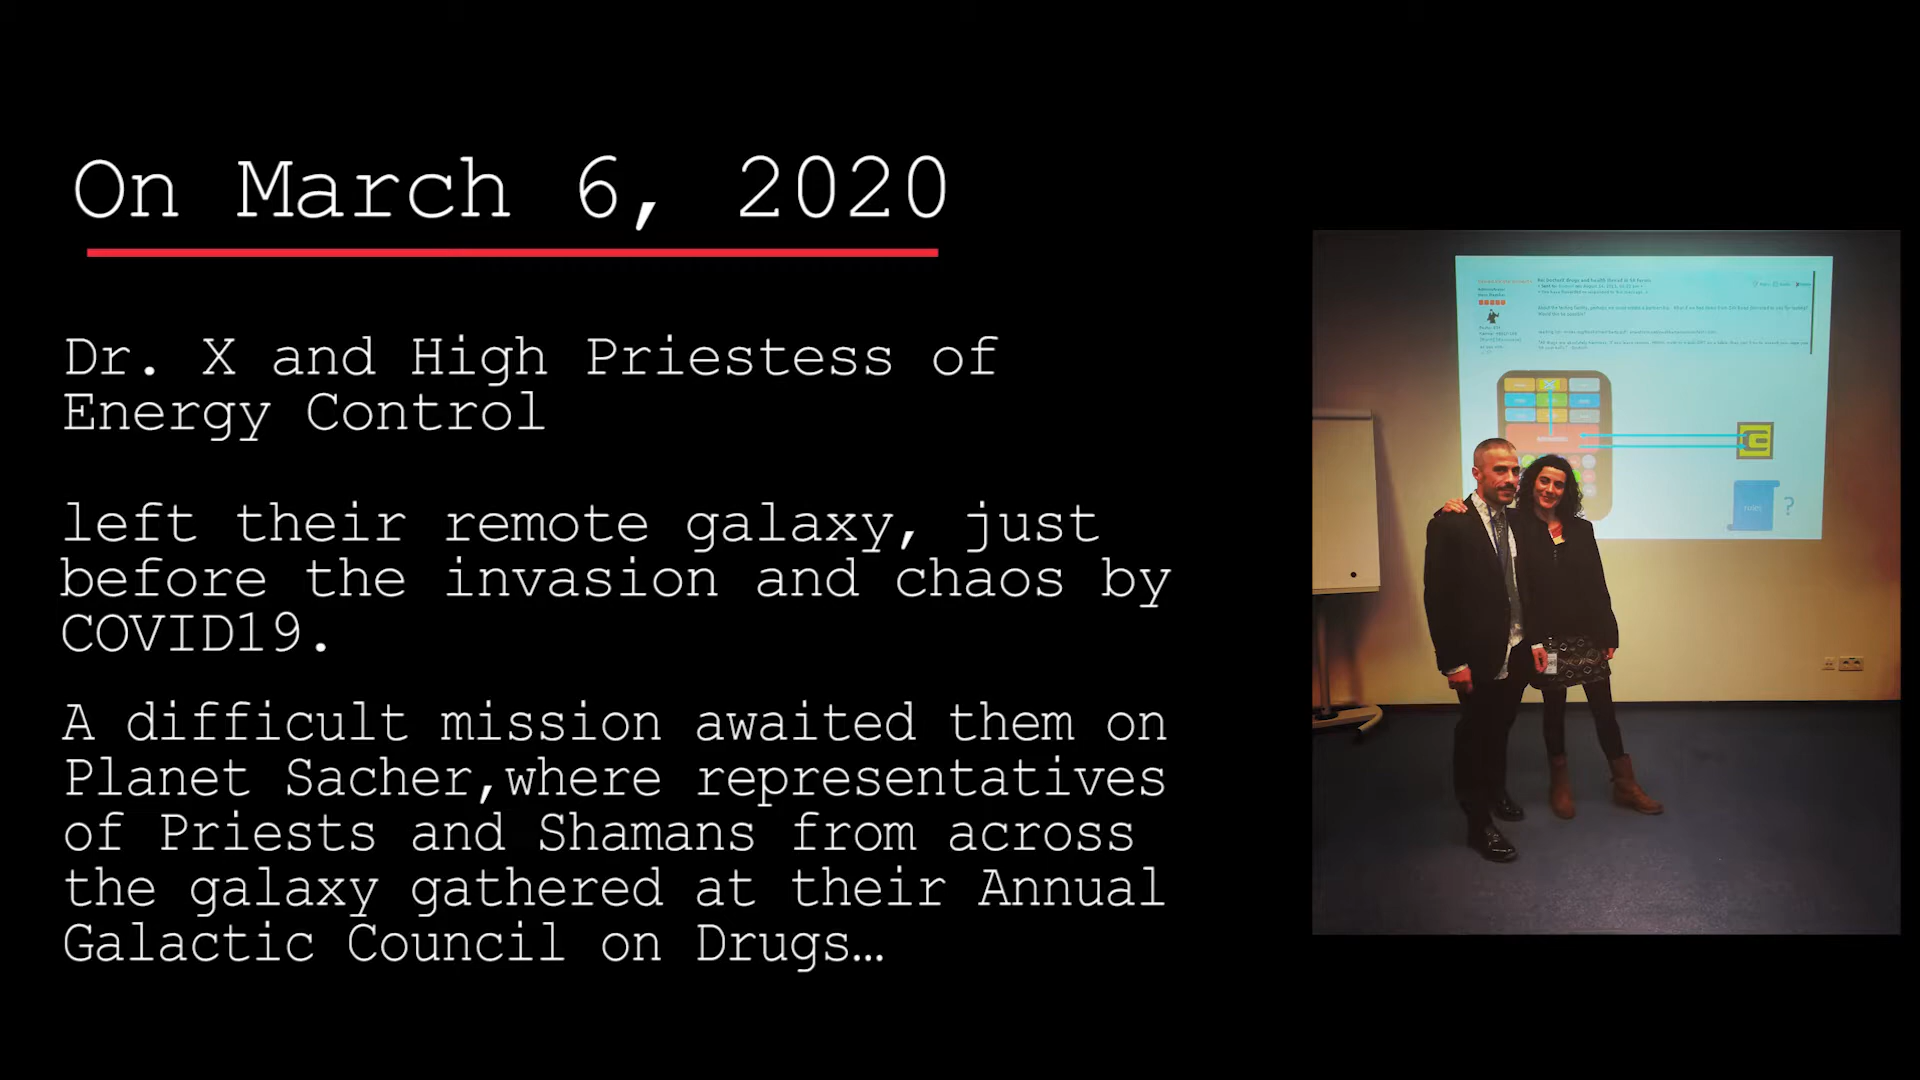 On March 6, 2020
Dr. X and High Priestess of
Energy Control
left their remote galaxy, just
before the invasion and chaos by
COVID19.
A difficult mission awaited them on
Planet Sacher,where representatives
of Priests and Shamans from across
the galaxy gathered at their Annual
Galactic Council on Drugs…
?